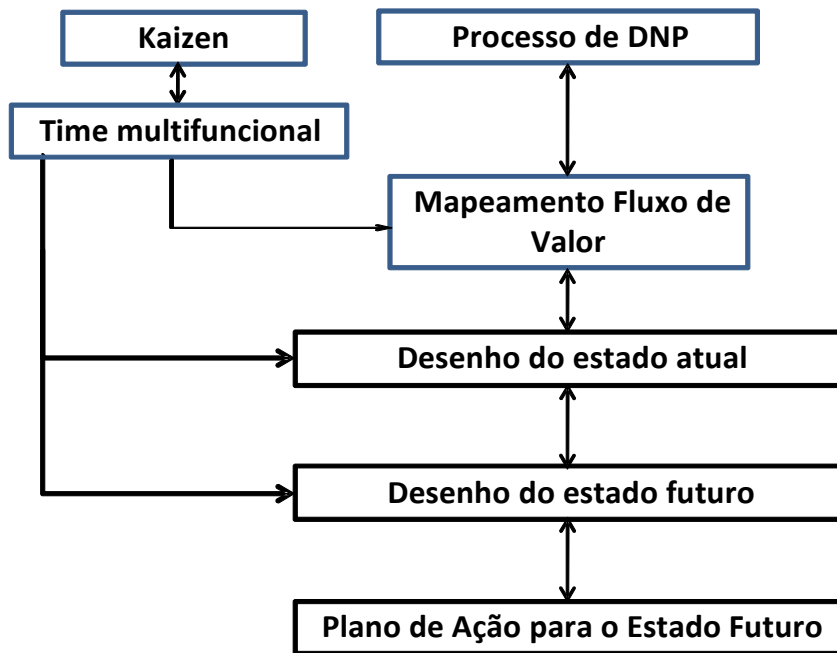 Kaizen
Processo de DNP
Time multifuncional
Mapeamento Fluxo de
Valor
Desenho do estado atual
Desenho do estado futuro
Plano de Ação para o Estado Futuro